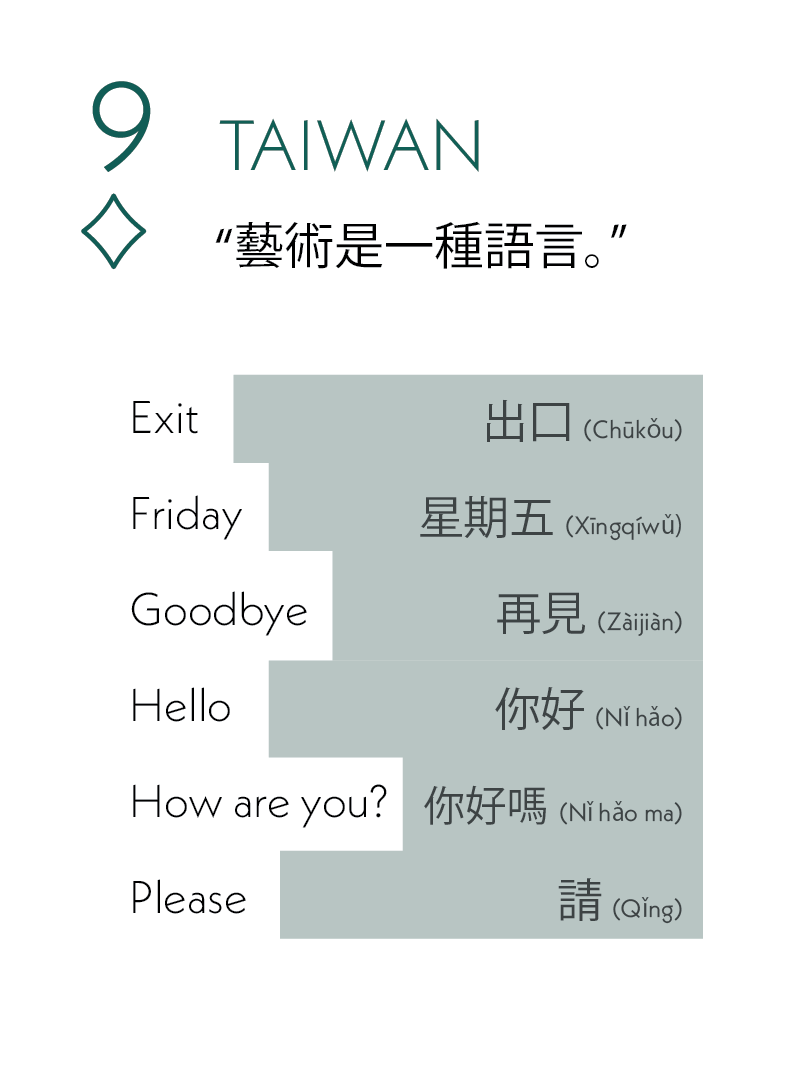 9
TAIWAN
“藝術是一種語言。”
Exit 出口 (Chūkǒu)
Friday 星期五 (Xīngqíwǔ)
Goodbye 再見 (Zàijiàn)
Hello 你好 (Nǐ hǎo)
How are you? 你好嗎 (Nǐ hǎo ma)
Please 請 (Qǐng)